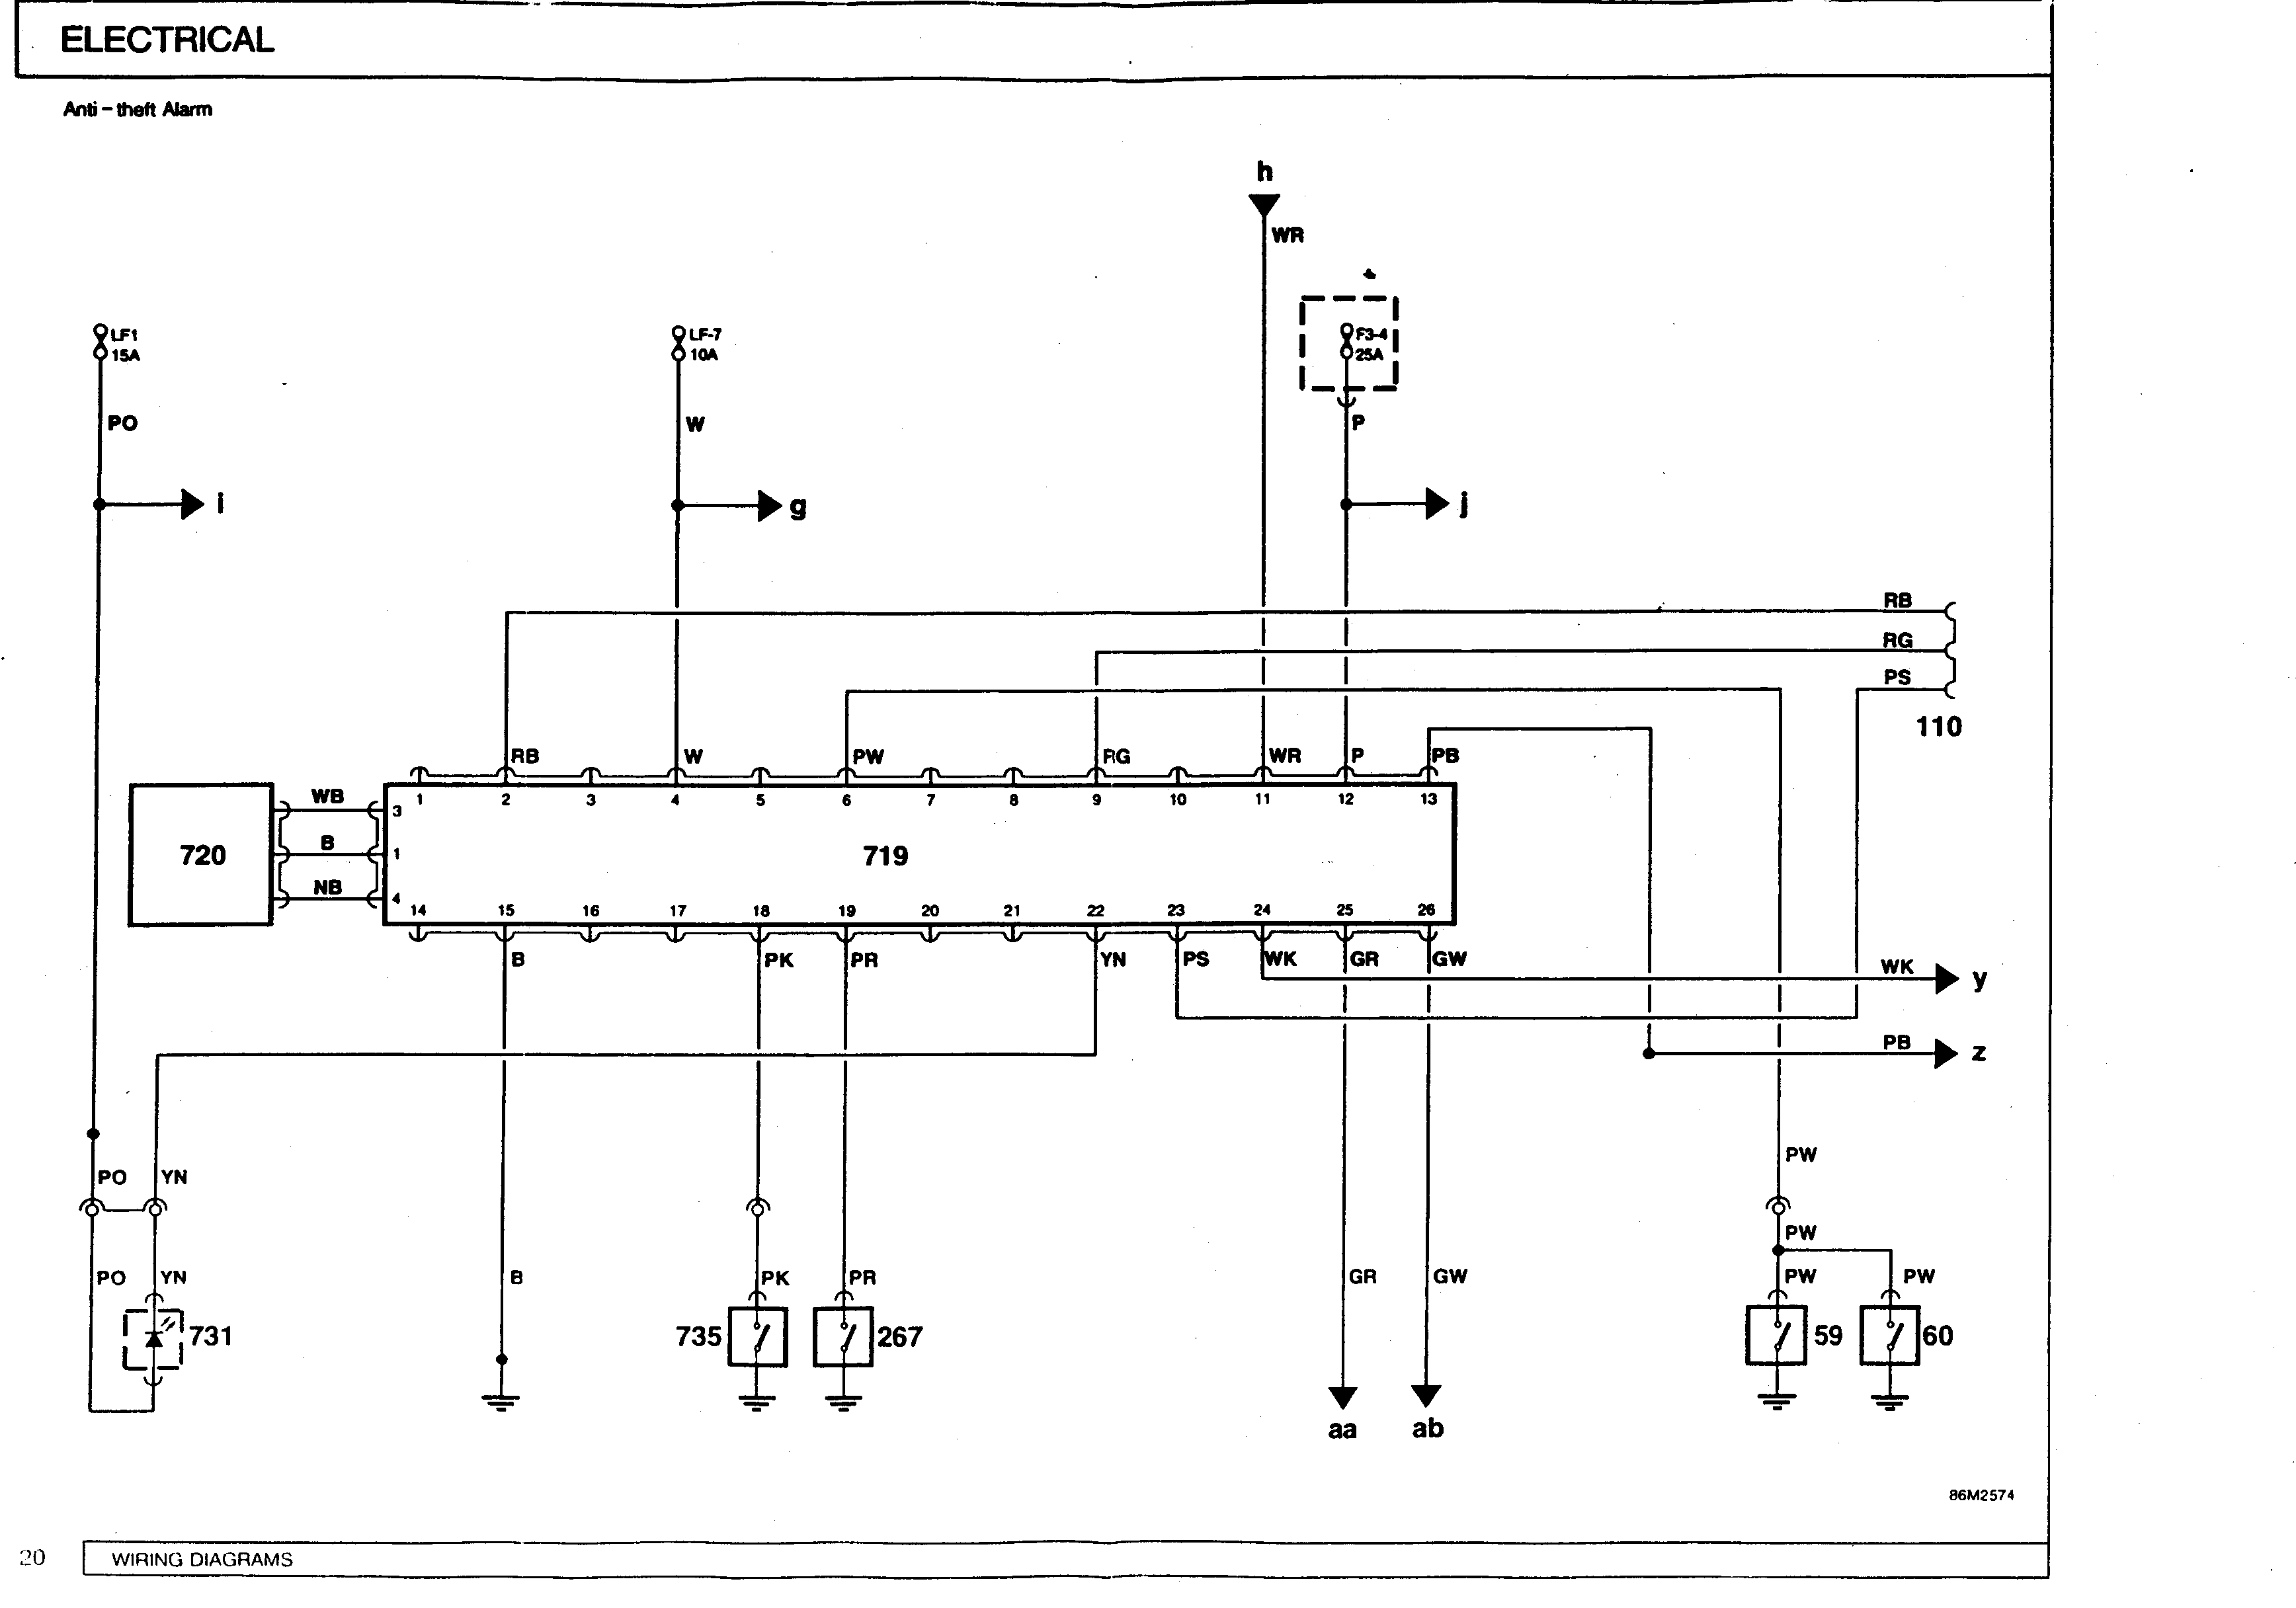 ELECTRICAL
Anti - theft Alarm
h
WR
LF1
15A
LF-7
10A
F3-4
25A
PO
W
P
i
g
j
RB
RG
PS
110
RB
W
PW
RG
WR
P
PB
1 2 3 4 5 6 7 8 9 10 11 12 13
WB
3
720
B
1
719
NB
4
14 15 16 17 18 19 20 21 22 23 24 25 26
B
PK
PR
YN
PS
WK
GR
GW
WK
y
PB
z
PW
PO
YN
PW
PO
YN
B
PK
PR
GR
GW
PW
PW
731
735
267
59
60
aa
ab
86M2574
20
WIRING DIAGRAMS